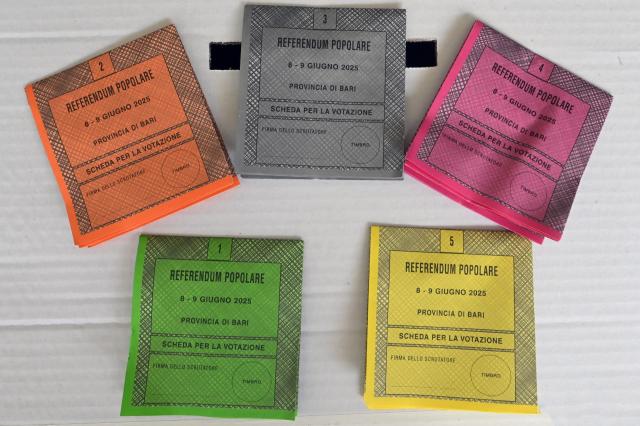 2
REFERENDUM POPOLARE
8 - 9 GIUGNO 2025
PROVINCIA DI BARI
SCHEDA PER LA VOTAZIONE
FIRMA DELLO SCRUTATORE
TIMBRO
3
REFERENDUM POPOLARE
8 - 9 GIUGNO 2025
PROVINCIA DI BARI
SCHEDA PER LA VOTAZIONE
FIRMA DELLO SCRUTATORE
TIMBRO
4
REFERENDUM POPOLARE
8 - 9 GIUGNO 2025
PROVINCIA DI BARI
SCHEDA PER LA VOTAZIONE
FIRMA DELLO SCRUTATORE
TIMBRO
1
REFERENDUM POPOLARE
8 - 9 GIUGNO 2025
PROVINCIA DI BARI
SCHEDA PER LA VOTAZIONE
FIRMA DELLO SCRUTATORE
TIMBRO
5
REFERENDUM POPOLARE
8 - 9 GIUGNO 2025
PROVINCIA DI BARI
SCHEDA PER LA VOTAZIONE
FIRMA DELLO SCRUTATORE
TIMBRO